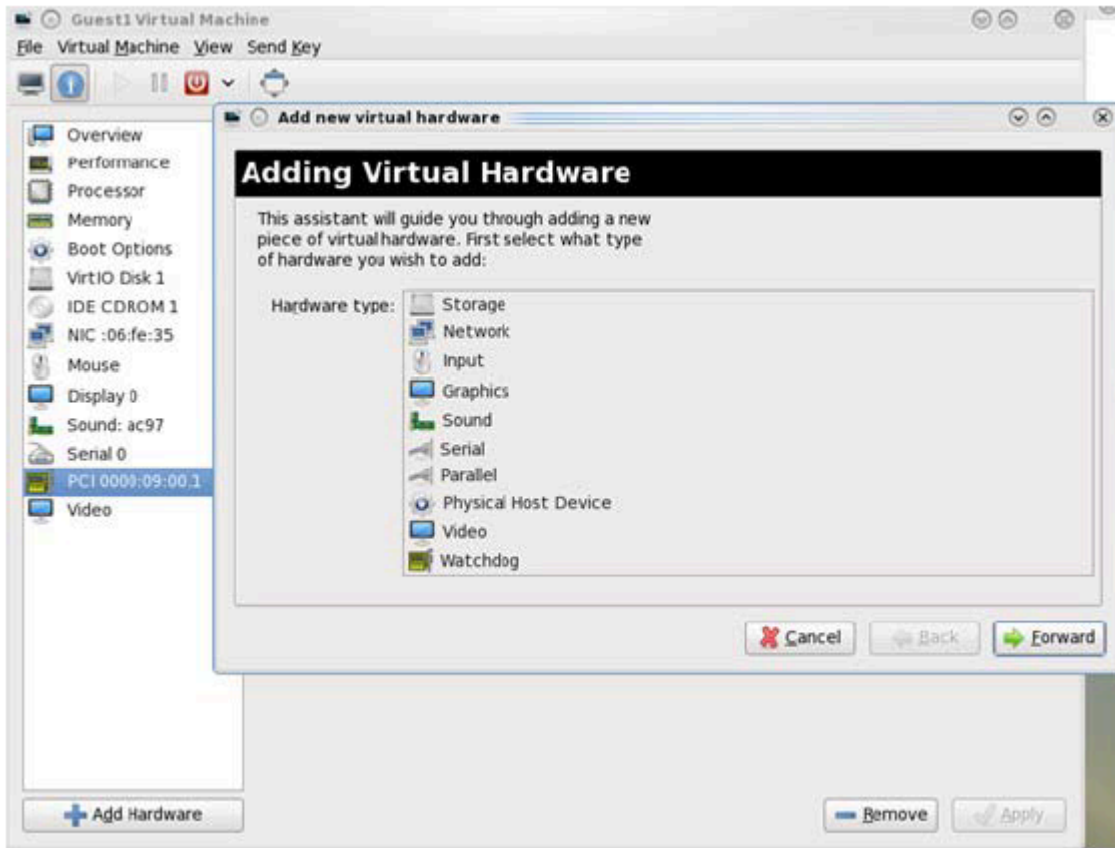 Guest1 Virtual Machine
File Virtual Machine View Send Key
Overview
Performance
Processor
Memory
Boot Options
VirtIO Disk 1
IDE CDROM 1
NIC :06:fe:35
Mouse
Display 0
Sound: ac97
Serial 0
PCI 0000:09:00.1
Video
Add Hardware
Add new virtual hardware
Adding Virtual Hardware
This assistant will guide you through adding a new
piece of virtual hardware. First select what type
of hardware you wish to add:
Hardware type:
Storage
Network
Input
Graphics
Sound
Serial
Parallel
Physical Host Device
Video
Watchdog
Cancel
Back
Forward
Remove
Apply